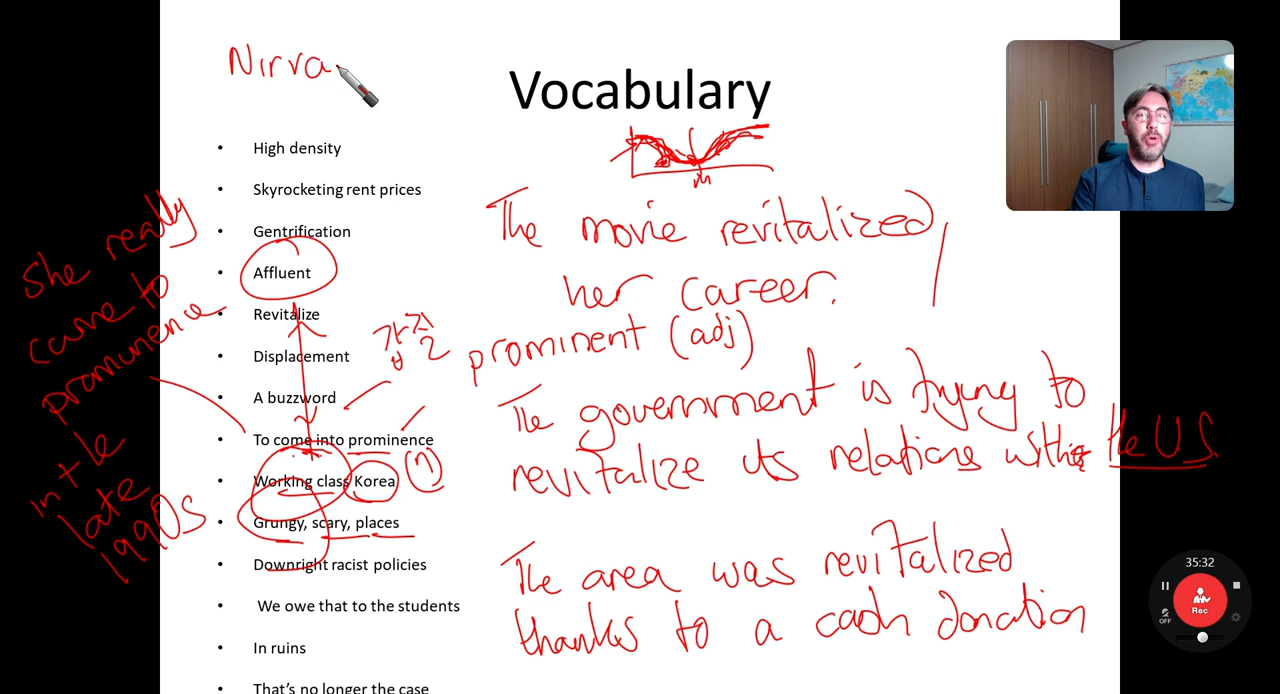 Nirva
Vocabulary
• High density
• Skyrocketing rent prices
• Gentrification
• Affluent
• Revitalize
• Displacement
• A buzzword
• To come into prominence
• Working class Korea
• Grungy, scary, places
• Downright racist policies
• We owe that to the students
• In ruins
• That's no longer the case
She really
came to
prominence
in the
late
1990s
(n)
The movie revitalized
her career.
prominent (adj)
The government is trying to
revitalize its relations with the US.
The area was revitalized
thanks to a cash donation
35:32
Rec
OFF